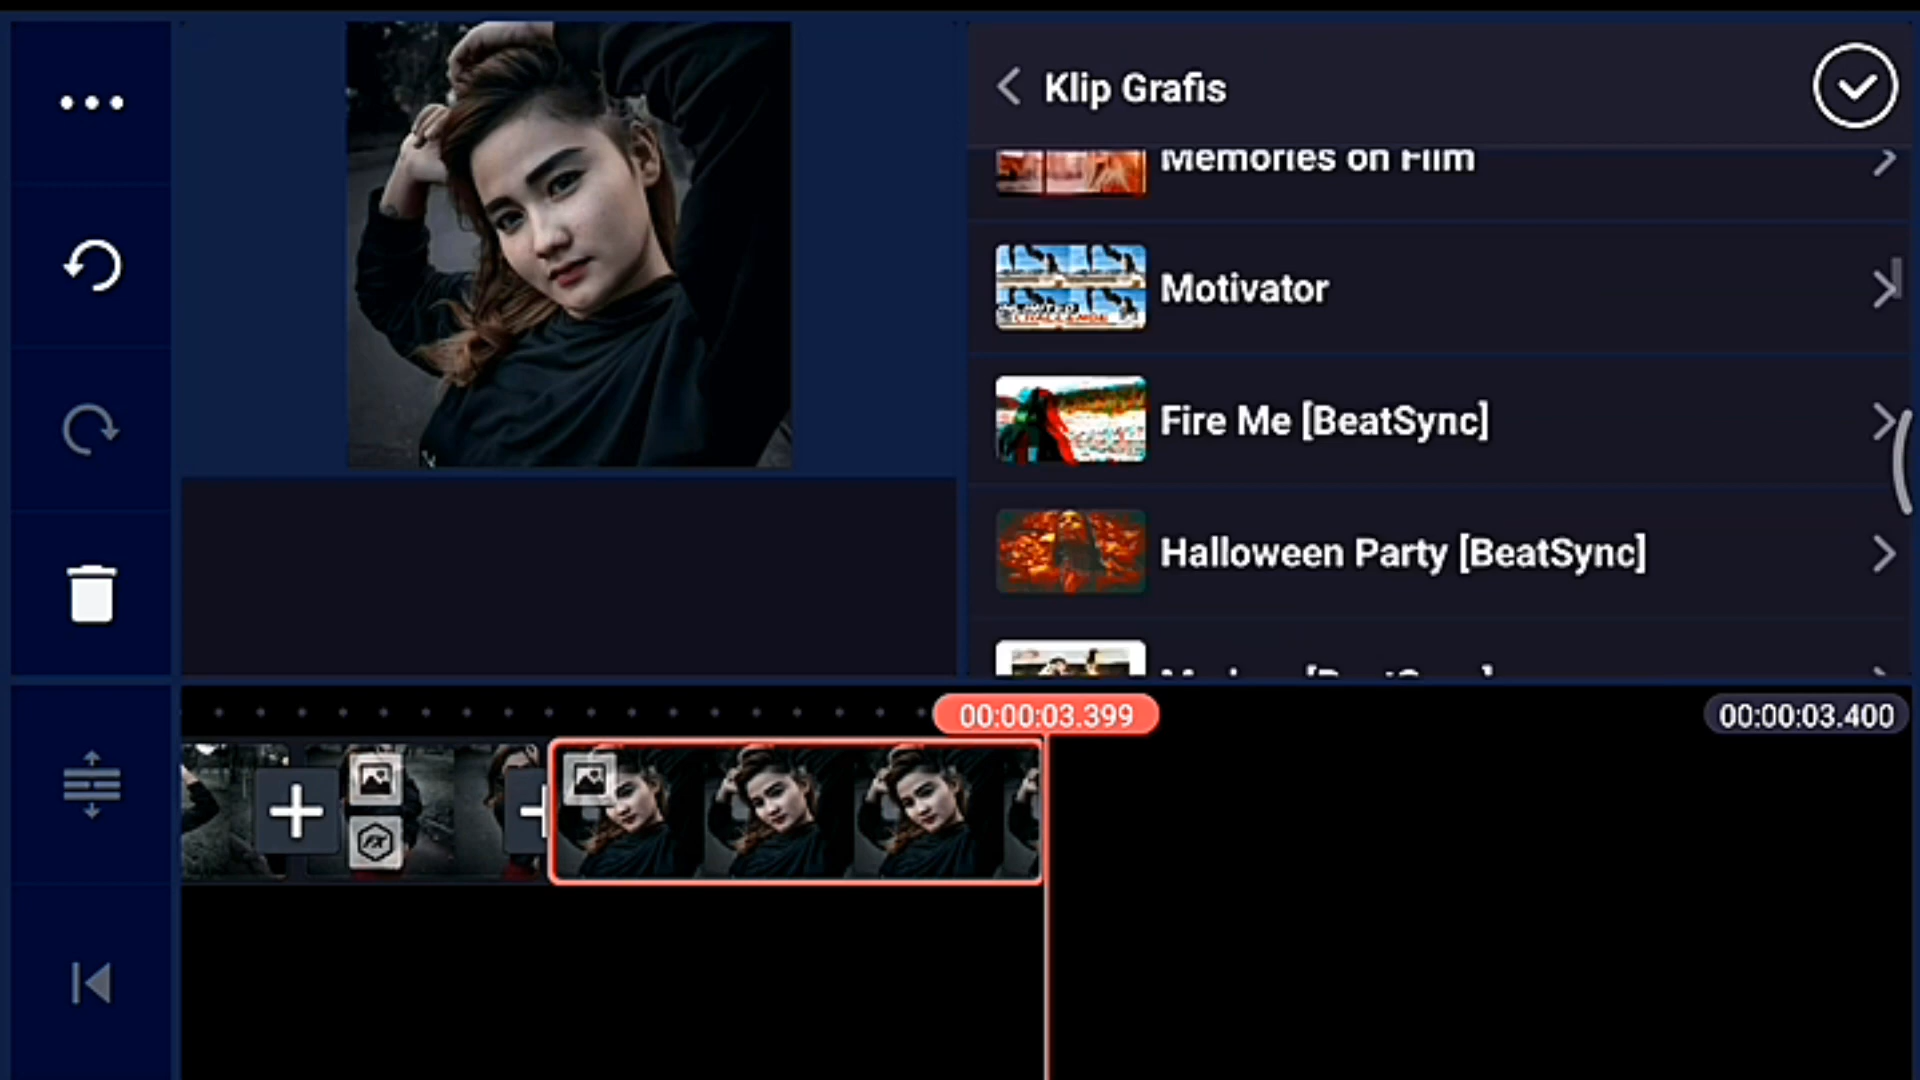 Klip Grafis
Memories on Film
Motivator
Fire Me [BeatSync]
Halloween Party [BeatSync]
00:00:03.399
00:00:03.400